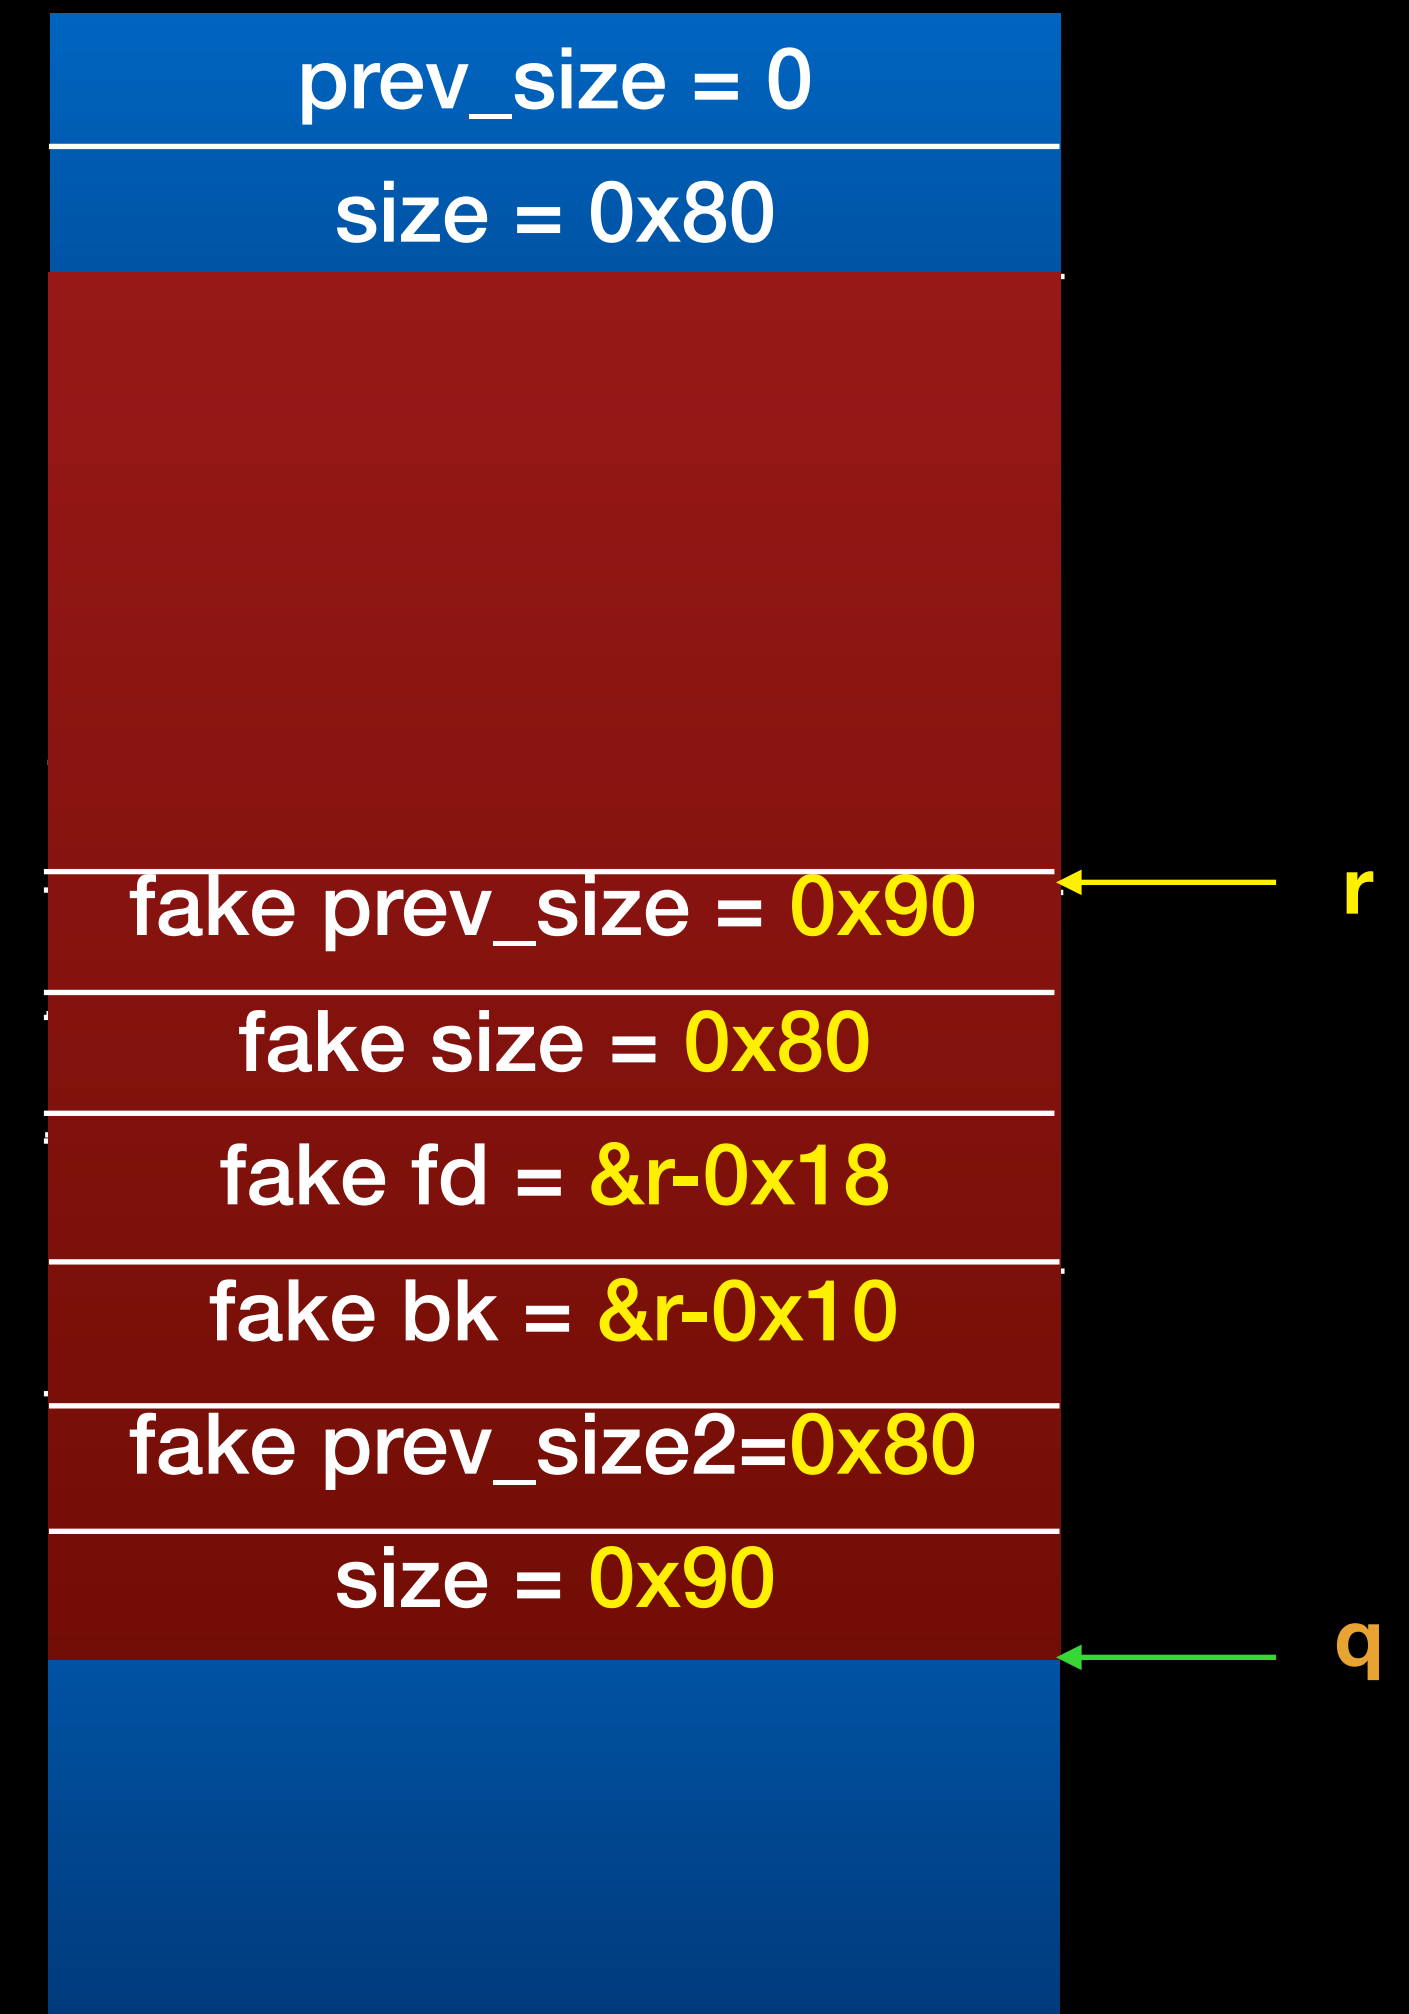 prev_size = 0
size = 0x80
r
fake prev_size = 0x90
fake size = 0x80
fake fd = &r-0x18
fake bk = &r-0x10
fake prev_size2=0x80
size = 0x90
q